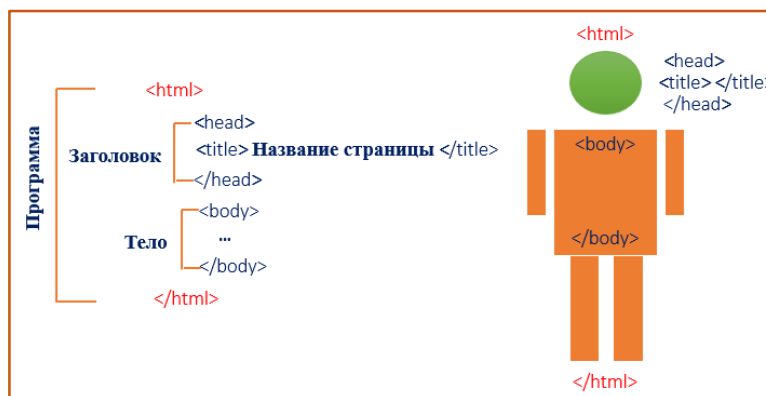 Программа
<html>
Заголовок
<head>
<title> Название страницы </title>
</head>
Тело
<body>
...
</body>
</html>
<html>
<head>
<title> </title>
</head>
<body>
</body>
</html>